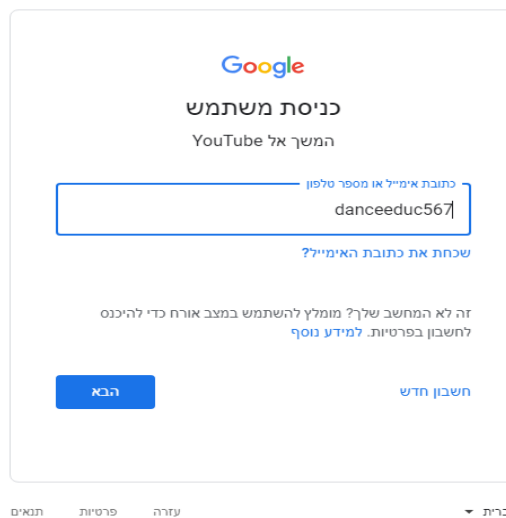 Google
כניסת משתמש
המשך אל YouTube
כתובת אימייל או מספר טלפון
danceeduc567
שכחת את כתובת האימייל?
זה לא המחשב שלך? מומלץ להשתמש במצב אורח כדי להיכנס
לחשבון בפרטיות. למידע נוסף
חשבון חדש
הבא
עזרה
פרטיות
תנאים